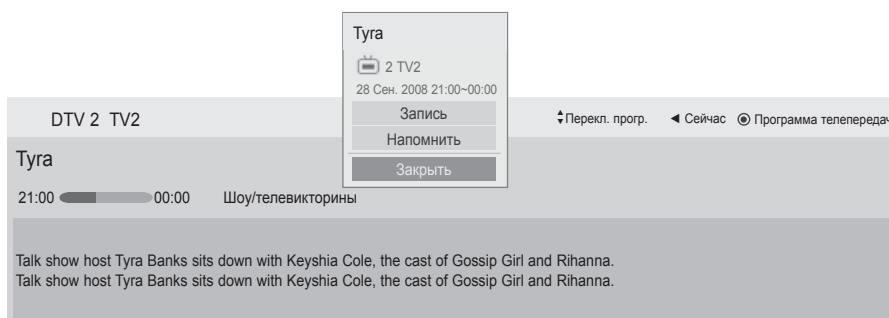 Tyra
2 TV2
28 Сен. 2008 21:00~00:00
Запись
Напомнить
Закрыть
DTV 2 TV2
Перекл. прогр. ◄ Сейчас ◉ Программа телепередач
Tyra
21:00 00:00 Шоу/телевикторины
Talk show host Tyra Banks sits down with Keyshia Cole, the cast of Gossip Girl and Rihanna.
Talk show host Tyra Banks sits down with Keyshia Cole, the cast of Gossip Girl and Rihanna.